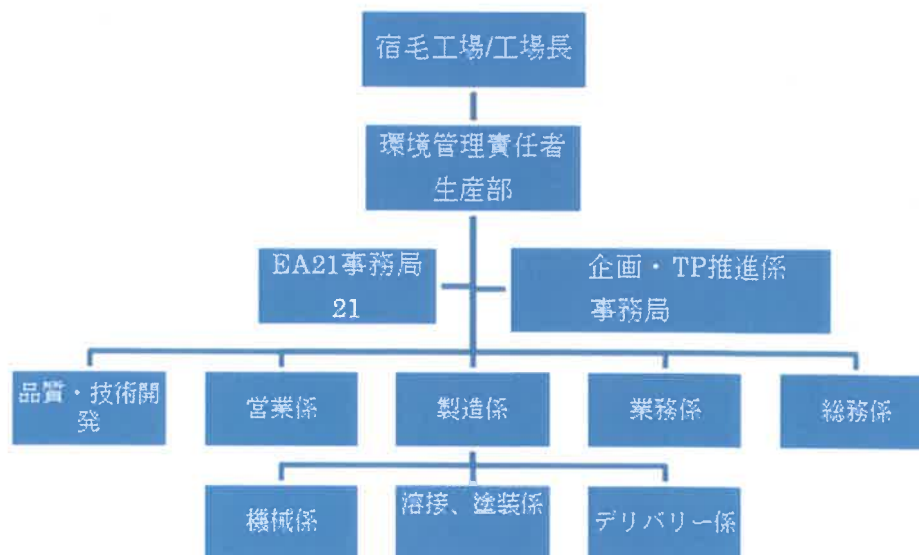 宿毛工場/工場長
環境管理責任者
生産部
EA21事務局
21
企画・TP推進係
事務局
品質・技術開
発
営業係
製造係
業務係
総務係
機械係
溶接、塗装係
デリバリー係